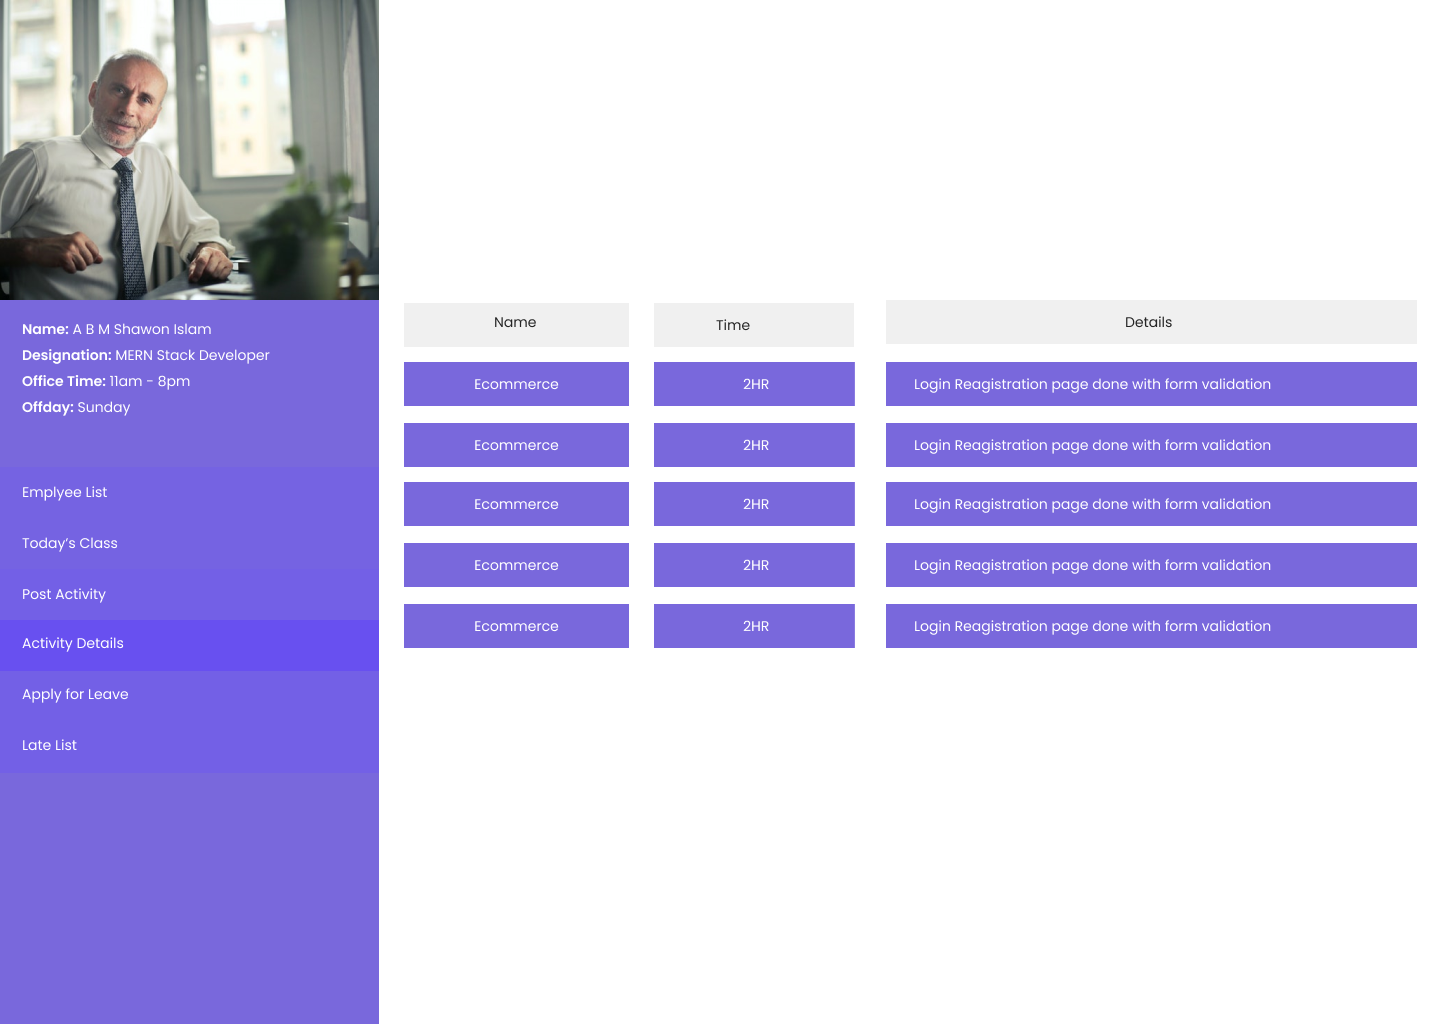 Name: A B M Shawon Islam
Designation: MERN Stack Developer
Office Time: 11am - 8pm
Offday: Sunday
Emplyee List
Today's Class
Post Activity
Activity Details
Apply for Leave
Late List
Name Time Details
Ecommerce 2HR Login Reagistration page done with form validation
Ecommerce 2HR Login Reagistration page done with form validation
Ecommerce 2HR Login Reagistration page done with form validation
Ecommerce 2HR Login Reagistration page done with form validation
Ecommerce 2HR Login Reagistration page done with form validation